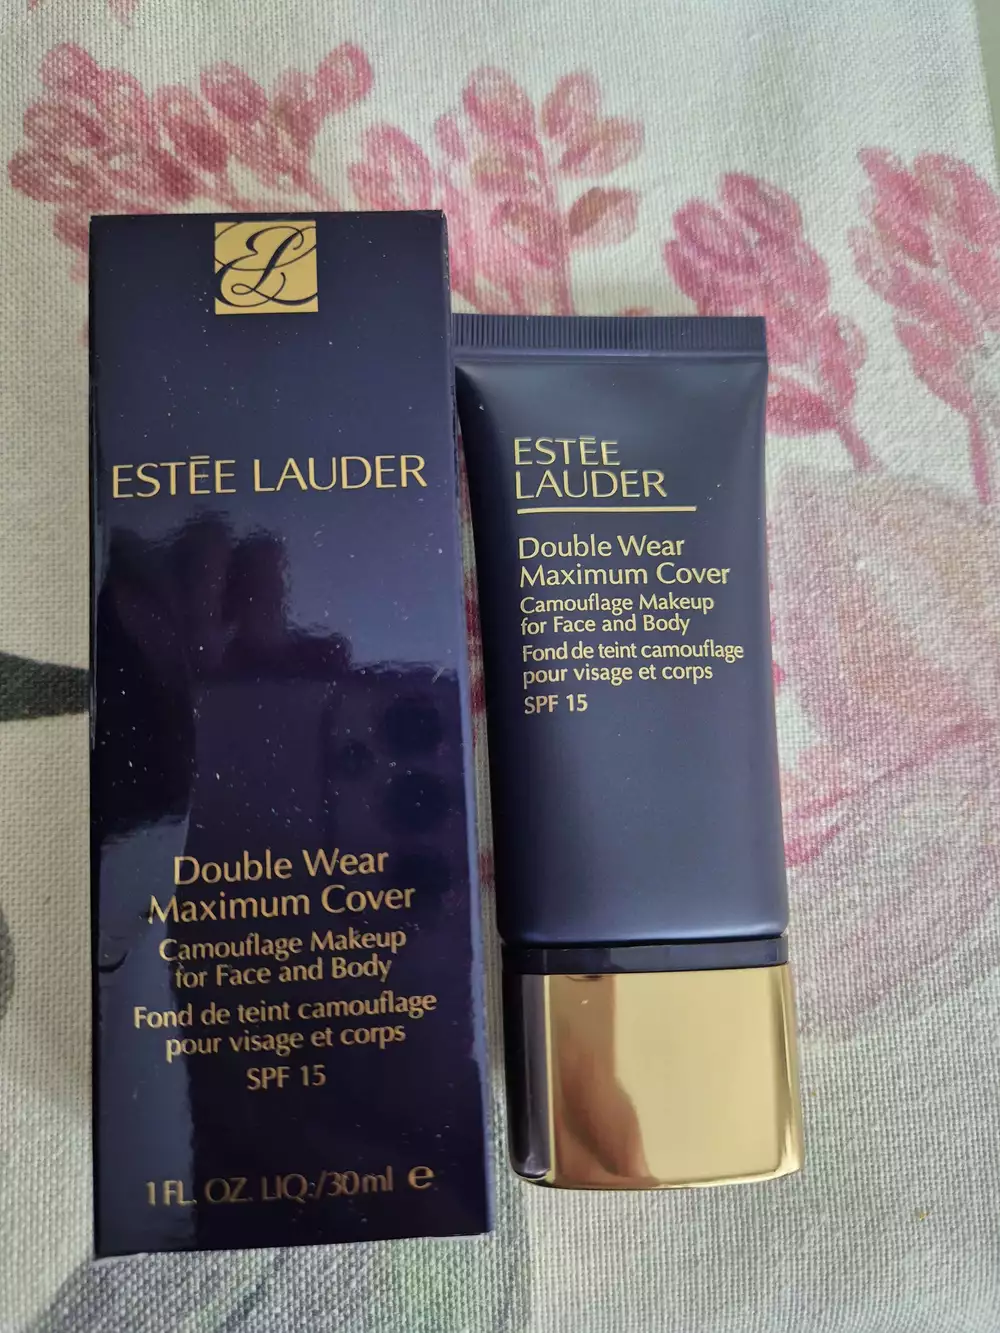 EL
ESTĒE LAUDER
Double Wear
Maximum Cover
Camouflage Makeup
for Face and Body
Fond de teint camouflage
pour visage et corps
SPF 15
1 FL. OZ. LIQ./30ml e
ESTĒE
LAUDER
Double Wear
Maximum Cover
Camouflage Makeup
for Face and Body
Fond de teint camouflage
pour visage et corps
SPF 15